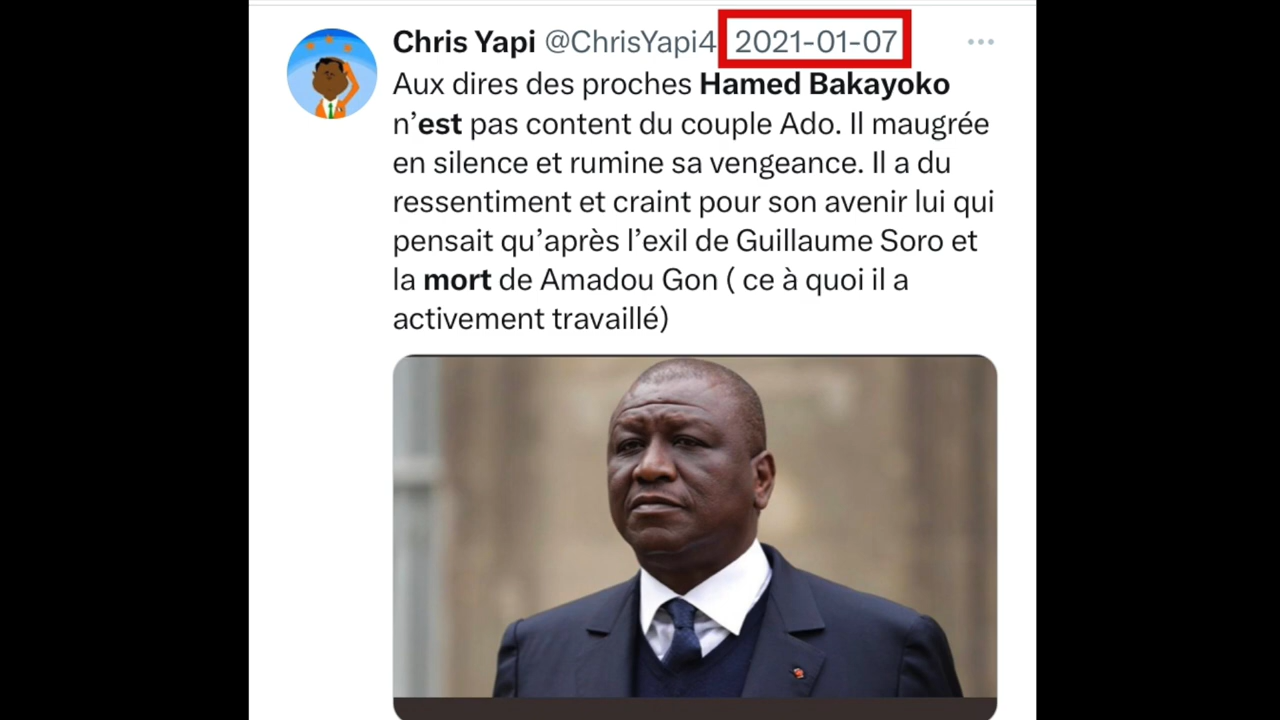 Chris Yapi @ChrisYapi4 2021-01-07 ...
Aux dires des proches Hamed Bakayoko
n’est pas content du couple Ado. Il maugrée
en silence et rumine sa vengeance. Il a du
ressentiment et craint pour son avenir lui qui
pensait qu’après l’exil de Guillaume Soro et
la mort de Amadou Gon ( ce à quoi il a
activement travaillé)